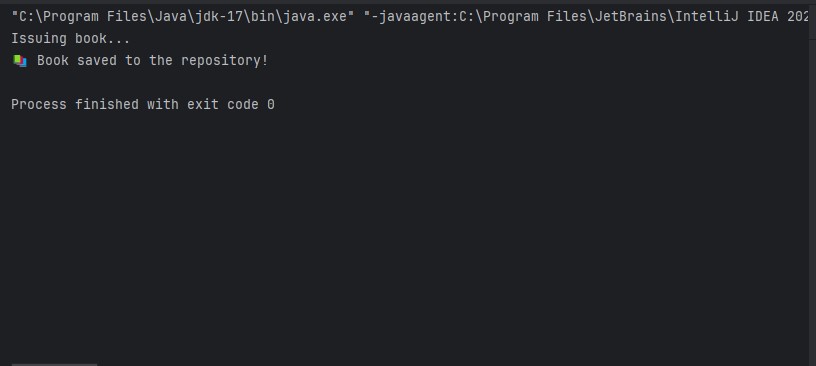 "C:\Program Files\Java\jdk-17\bin\java.exe" "-javaagent:C:\Program Files\JetBrains\IntelliJ IDEA 202
Issuing book...
📚 Book saved to the repository!
Process finished with exit code 0